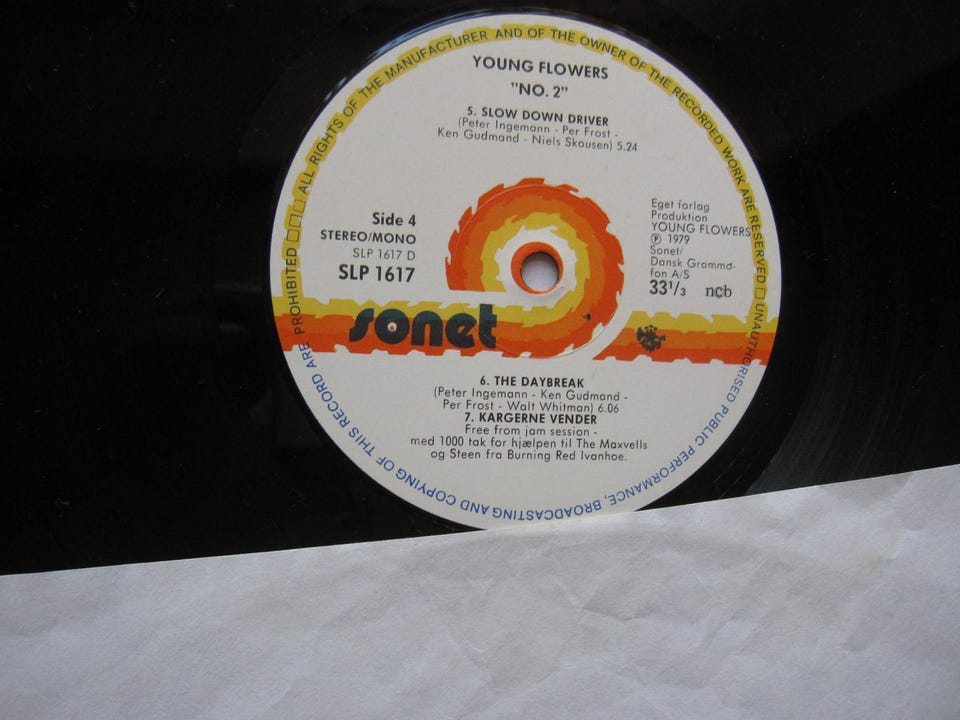 YOUNG FLOWERS
"NO. 2"
5. SLOW DOWN DRIVER
(Peter Ingemann - Per Frost -
Ken Gudmand - Niels Skousen) 5.24
Side 4
STEREO/MONO
SLP 1617 D
SLP 1617
Eget forlag
Produktion
YOUNG FLOWERS
Ⓟ 1979
Sonet/
Dansk Grammo-
fon A/S
33 1/3 ncb
sonet
6. THE DAYBREAK
(Peter Ingemann - Ken Gudmand -
Per Frost - Walt Whitman) 6.06
7. KARGERNE VENDER
Free from jam session -
med 1000 tak for hjælpen til The Maxvells
og Steen fra Burning Red Ivanhoe.
ALL RIGHTS OF THE MANUFACTURER AND OF THE OWNER OF THE RECORDED WORK ARE RESERVED
UNAUTHORISED PUBLIC PERFORMANCE, BROADCASTING AND COPYING OF THIS RECORD ARE PROHIBITED